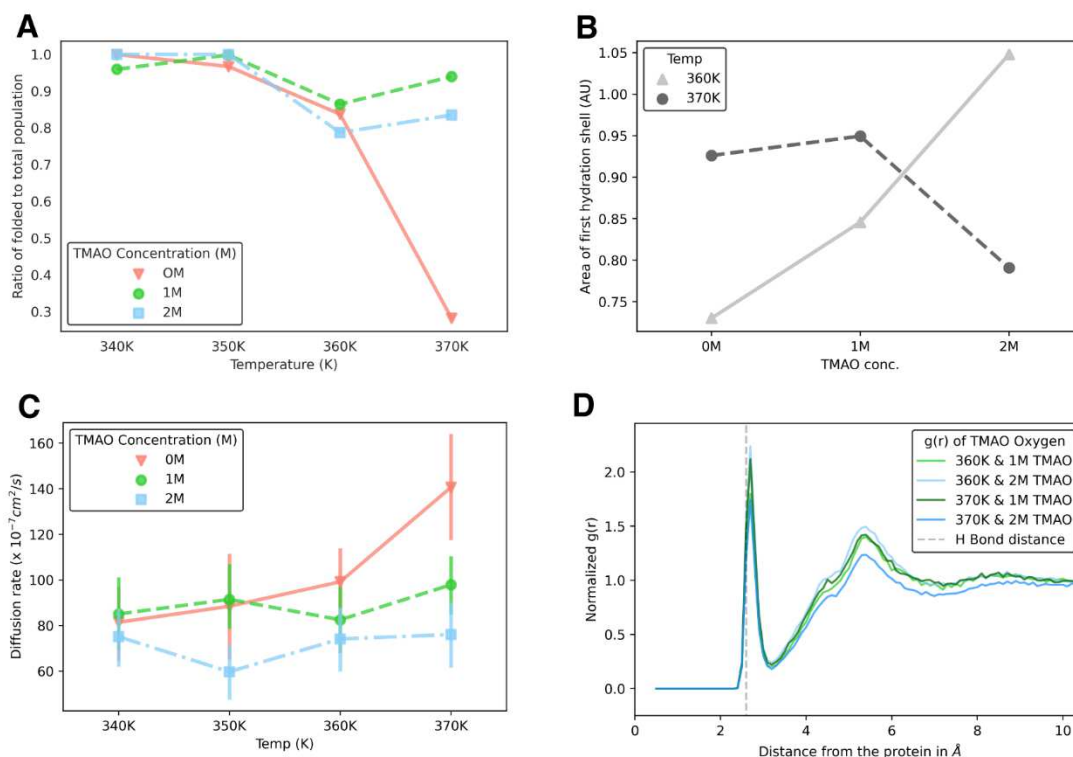 A
Ratio of folded to total population
1.0
0.9
0.8
0.7
0.6
0.5
0.4
0.3
TMAO Concentration (M)
0M
1M
2M
340K
350K
360K
370K
Temperature (K)
B
Area of first hydration shell (AU)
1.05
1.00
0.95
0.90
0.85
0.80
0.75
Temp
360K
370K
0M
1M
2M
TMAO conc.
C
Diffusion rate (x 10⁻⁷cm²/s)
160
140
120
100
80
60
TMAO Concentration (M)
0M
1M
2M
340K
350K
360K
370K
Temp (K)
D
Normalized g(r)
2.0
1.5
1.0
0.5
0.0
g(r) of TMAO Oxygen
360K & 1M TMAO
360K & 2M TMAO
370K & 1M TMAO
370K & 2M TMAO
H Bond distance
0
2
4
6
8
10
Distance from the protein in Å